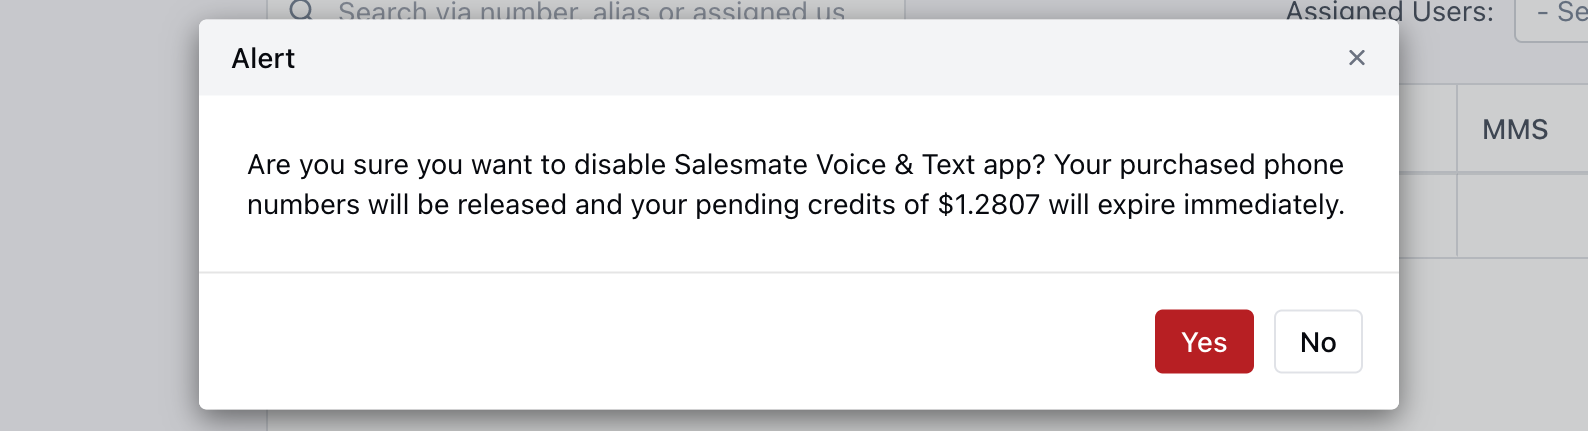 Search via number, alias or assigned us
Assigned Users:
- Se
Alert
MMS
Are you sure you want to disable Salesmate Voice & Text app? Your purchased phone
numbers will be released and your pending credits of $1.2807 will expire immediately.
Yes
No